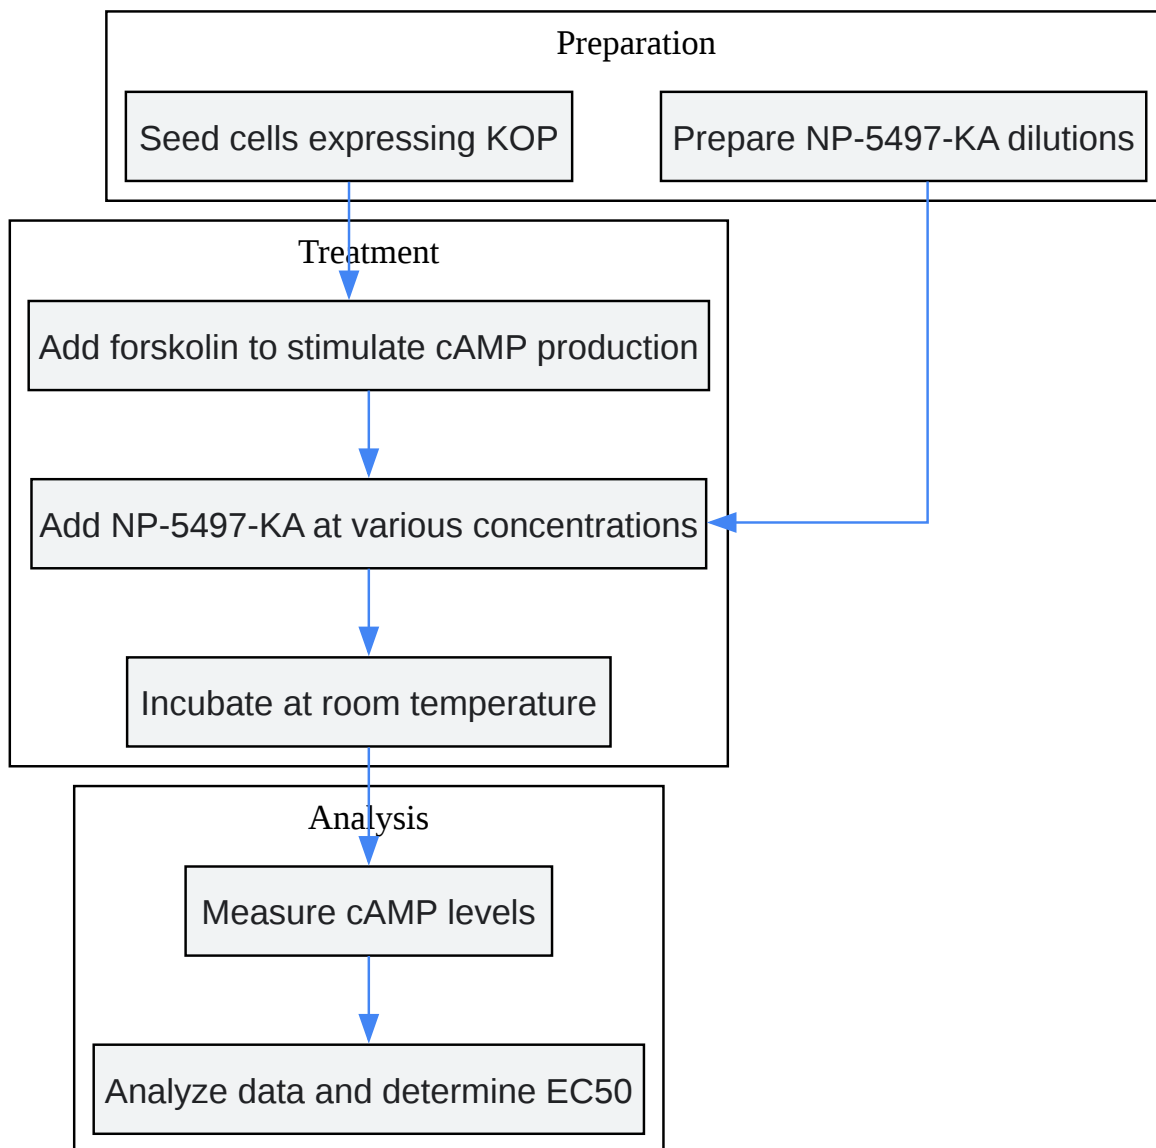 Preparation
Seed cells expressing KOP
Prepare NP-5497-KA dilutions
Treatment
Add forskolin to stimulate cAMP production
Add NP-5497-KA at various concentrations
Incubate at room temperature
Analysis
Measure cAMP levels
Analyze data and determine EC50